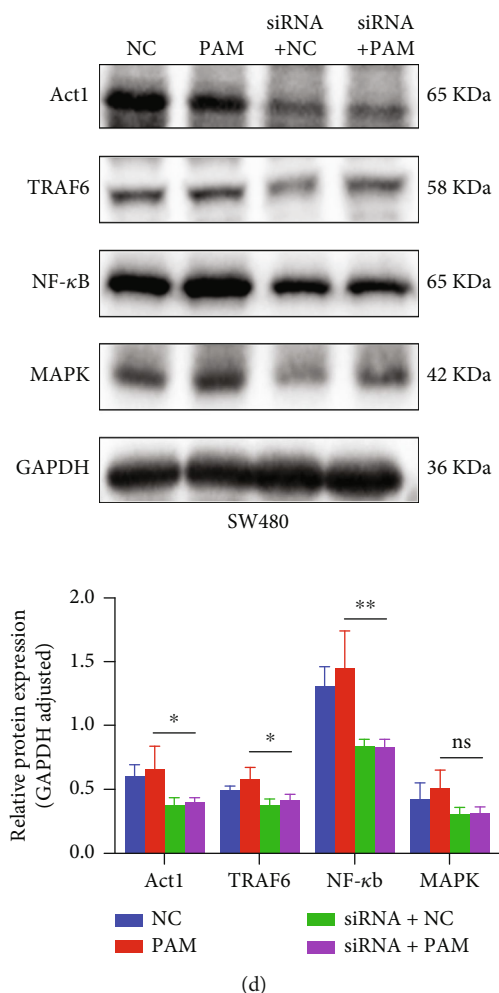 NC PAM siRNA +NC siRNA +PAM
Act1 65 KDa
TRAF6 58 KDa
NF-κB 65 KDa
MAPK 42 KDa
GAPDH 36 KDa
SW480
Relative protein expression
(GAPDH adjusted)
2.0
1.5
1.0
0.5
0.0
* * ** ns
Act1 TRAF6 NF-κb MAPK
NC siRNA + NC
PAM siRNA + PAM
(d)